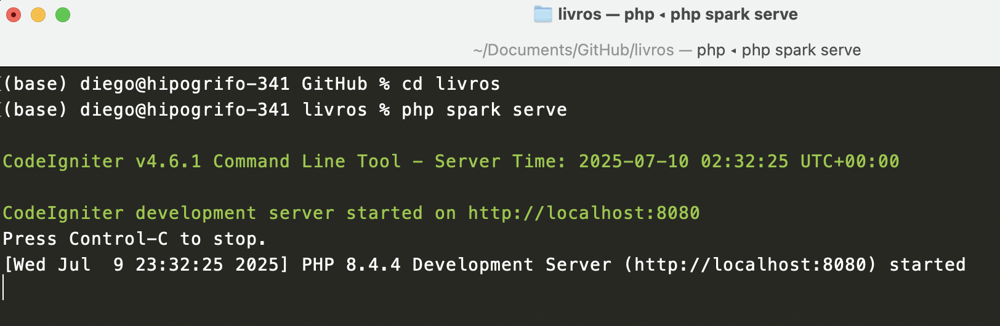 livros — php ◂ php spark serve
~/Documents/GitHub/livros — php ◂ php spark serve
(base) diego@hipogrifo-341 GitHub % cd livros
(base) diego@hipogrifo-341 livros % php spark serve
CodeIgniter v4.6.1 Command Line Tool - Server Time: 2025-07-10 02:32:25 UTC+00:00
CodeIgniter development server started on http://localhost:8080
Press Control-C to stop.
[Wed Jul  9 23:32:25 2025] PHP 8.4.4 Development Server (http://localhost:8080) started